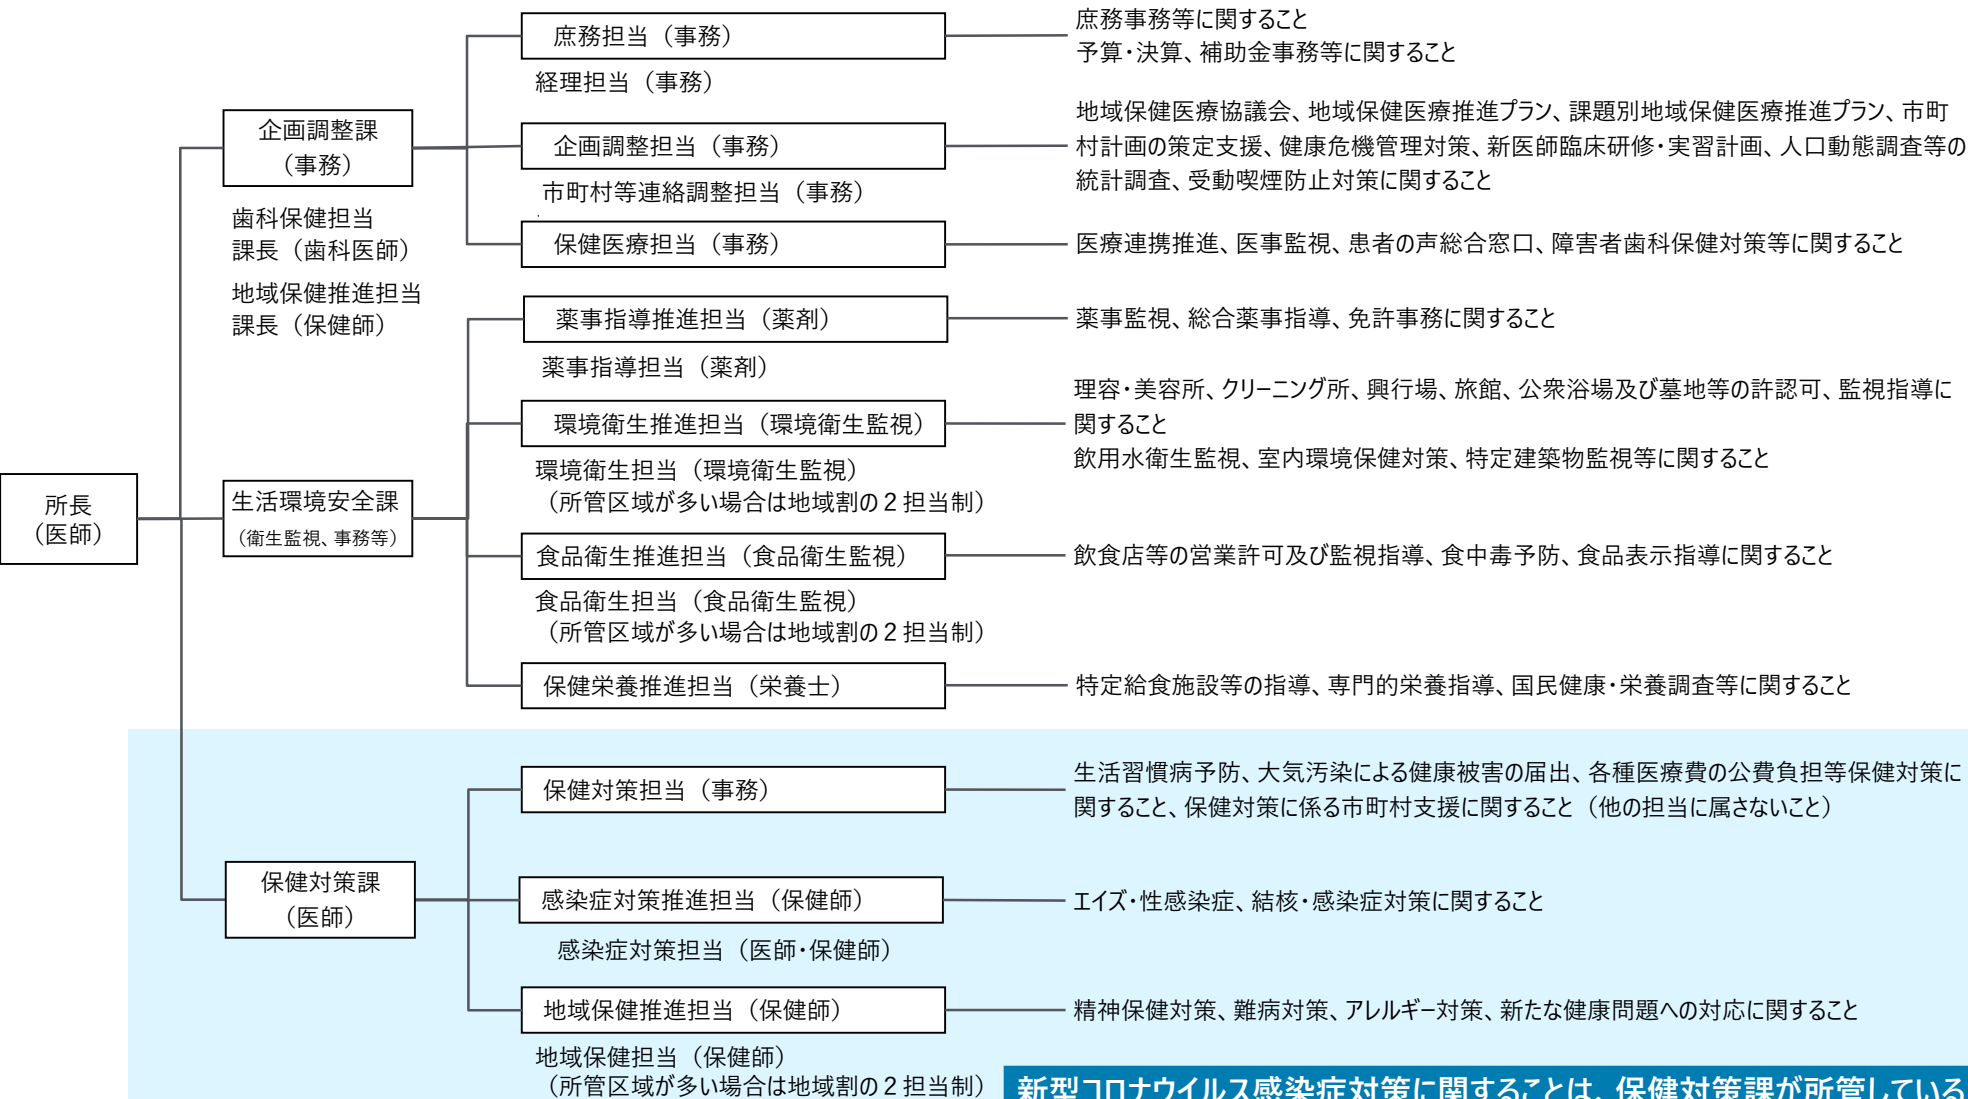 庶務担当（事務）
庶務事務等に関すること
予算・決算、補助金事務等に関すること
経理担当（事務）
企画調整課
（事務）
歯科保健担当
課長（歯科医師）
地域保健推進担当
課長（保健師）
企画調整担当（事務）
地域保健医療協議会、地域保健医療推進プラン、課題別地域保健医療推進プラン、市町
村計画の策定支援、健康危機管理対策、新医師臨床研修・実習計画、人口動態調査等の
統計調査、受動喫煙防止対策に関すること
市町村等連絡調整担当（事務）
保健医療担当（事務）
医療連携推進、医事監視、患者の声総合窓口、障害者歯科保健対策等に関すること
薬事指導推進担当（薬剤）
薬事監視、総合薬事指導、免許事務に関すること
薬事指導担当（薬剤）
環境衛生推進担当（環境衛生監視）
理容・美容所、クリーニング所、興行場、旅館、公衆浴場及び墓地等の許認可、監視指導に
関すること
飲用水衛生監視、室内環境保健対策、特定建築物監視等に関すること
環境衛生担当（環境衛生監視）
（所管区域が多い場合は地域割の２担当制）
所長
（医師）
生活環境安全課
（衛生監視、事務等）
食品衛生推進担当（食品衛生監視）
飲食店等の営業許可及び監視指導、食中毒予防、食品表示指導に関すること
食品衛生担当（食品衛生監視）
（所管区域が多い場合は地域割の２担当制）
保健栄養推進担当（栄養士）
特定給食施設等の指導、専門的栄養指導、国民健康・栄養調査等に関すること
保健対策担当（事務）
生活習慣病予防、大気汚染による健康被害の届出、各種医療費の公費負担等保健対策に
関すること、保健対策に係る市町村支援に関すること（他の担当に属さないこと）
保健対策課
（医師）
感染症対策推進担当（保健師）
エイズ・性感染症、結核・感染症対策に関すること
感染症対策担当（医師・保健師）
地域保健推進担当（保健師）
精神保健対策、難病対策、アレルギー対策、新たな健康問題への対応に関すること
地域保健担当（保健師）
（所管区域が多い場合は地域割の２担当制）
新型コロナウイルス感染症対策に関することは、保健対策課が所管している